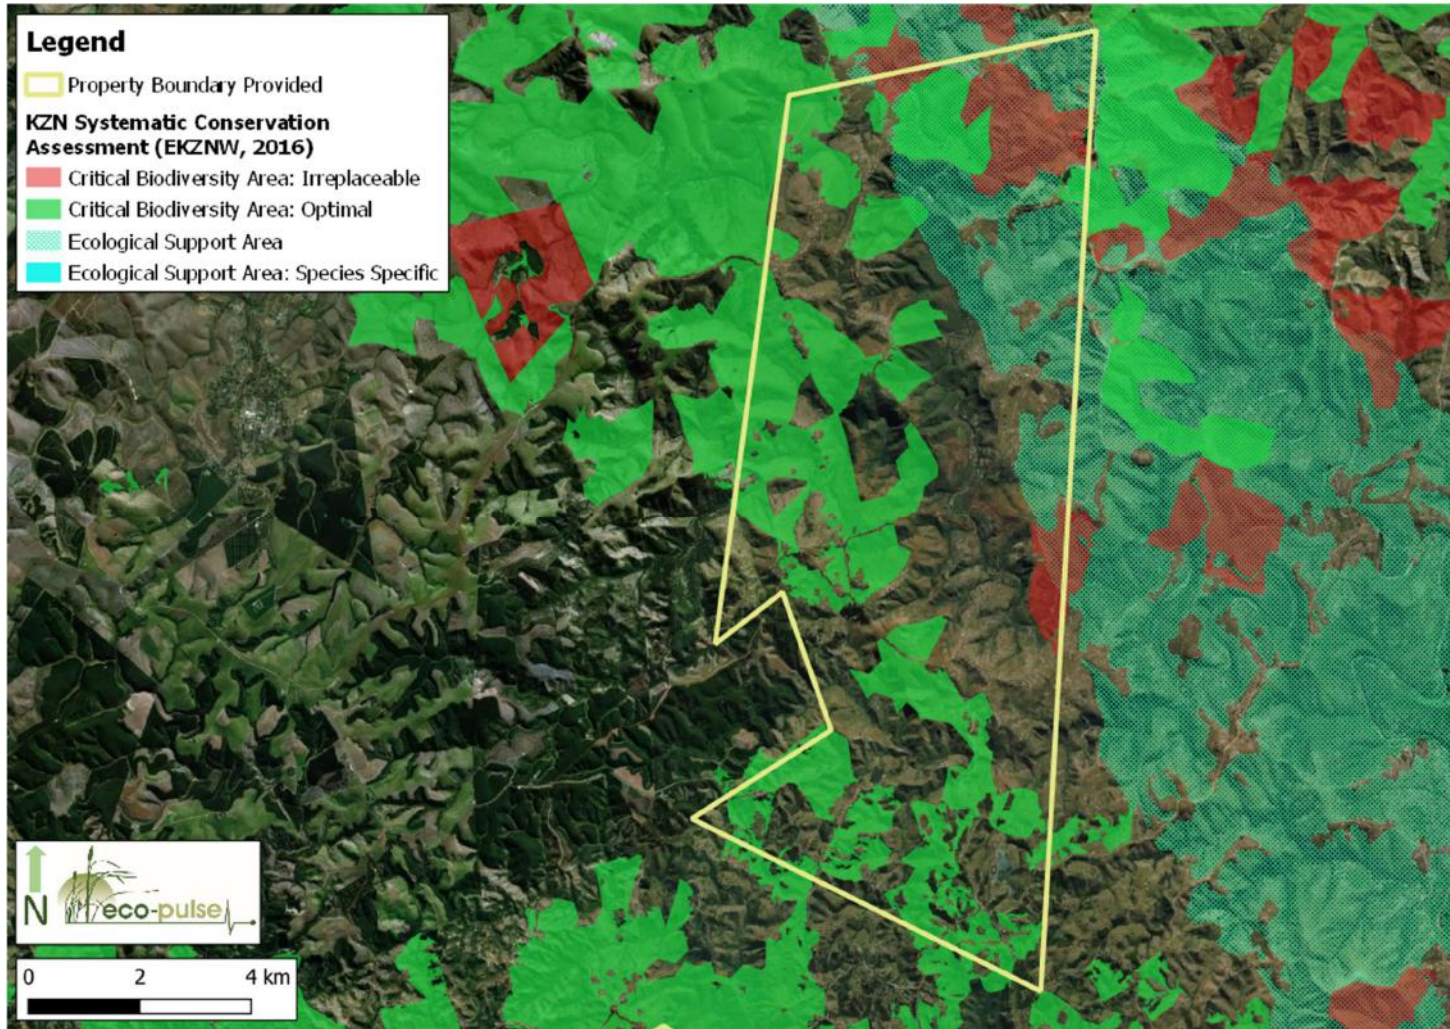 Legend
Property Boundary Provided
KZN Systematic Conservation
Assessment (EKZNW, 2016)
Critical Biodiversity Area: Irreplaceable
Critical Biodiversity Area: Optimal
Ecological Support Area
Ecological Support Area: Species Specific
N
eco-pulse
0 2 4 km